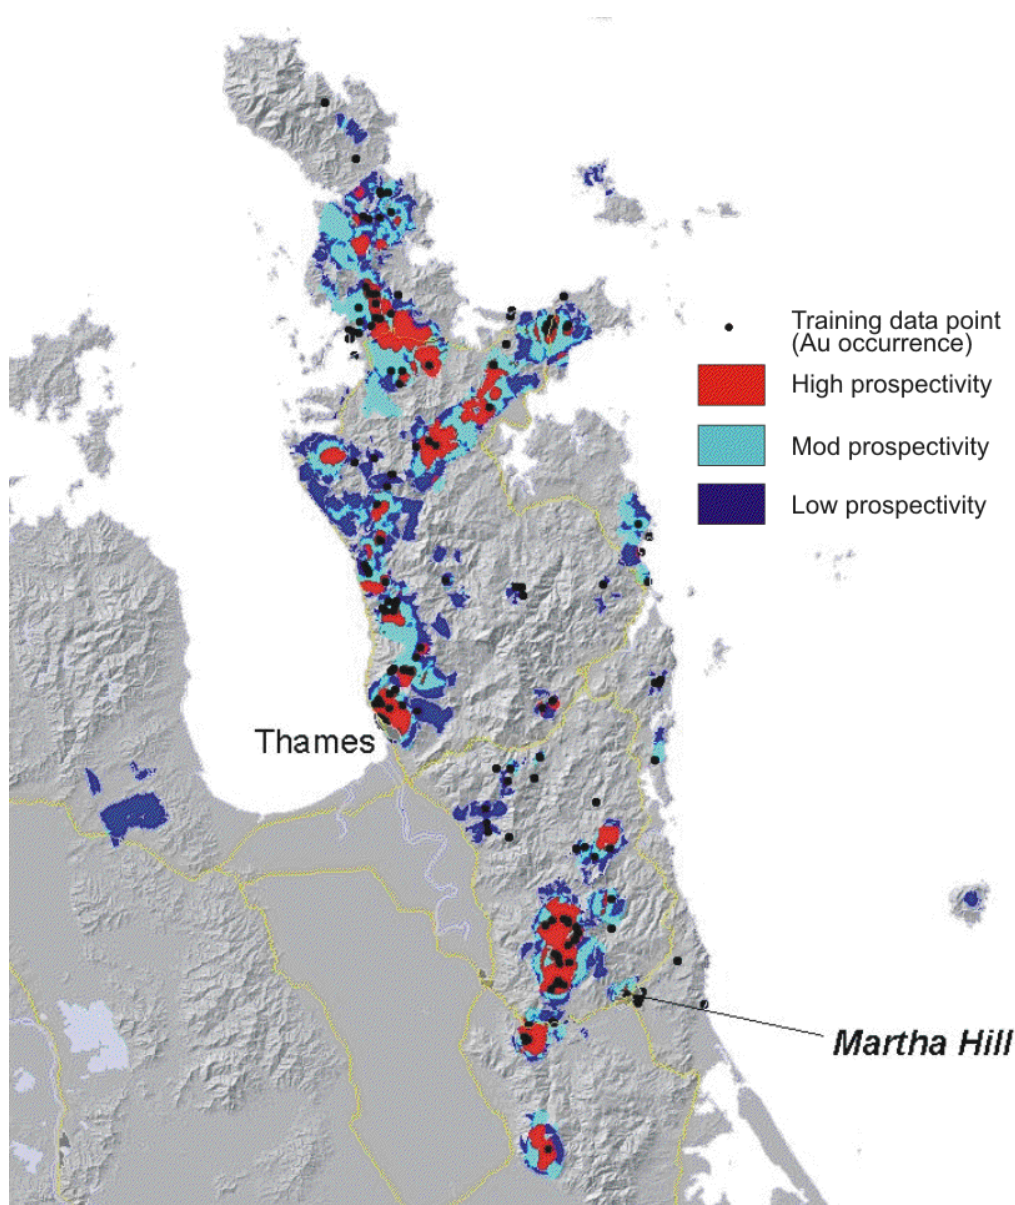 Training data point
(Au occurrence)
High prospectivity
Mod prospectivity
Low prospectivity
Thames
Martha Hill